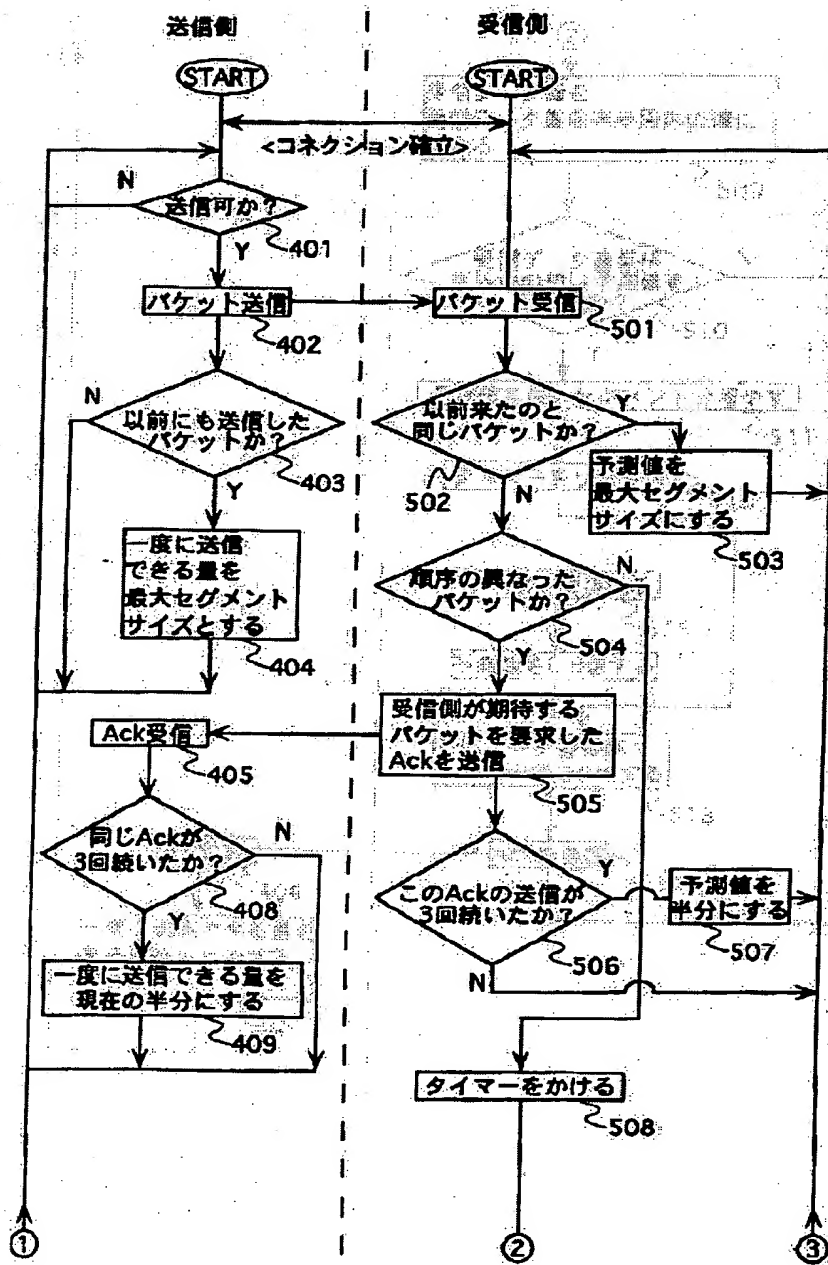 送信側
受信側
START
START
<コネクション確立>
N
送信可か?
401
Y
パケット送信
402
パケット受信
501
N
以前にも送信した
パケットか?
403
Y
以前来たのと
同じパケットか?
Y
502
N
予測値を
最大セグメント
サイズにする
503
一度に送信
できる量を
最大セグメント
サイズとする
404
順序の異なった
パケットか?
N
504
Y
Ack受信
405
受信側が期待する
パケットを要求した
Ackを送信
505
同じAckが
3回続いたか?
N
408
Y
このAckの送信が
3回続いたか?
Y
506
N
予測値を
半分にする
507
一度に送信できる量を
現在の半分にする
409
タイマーをかける
508
①
②
③